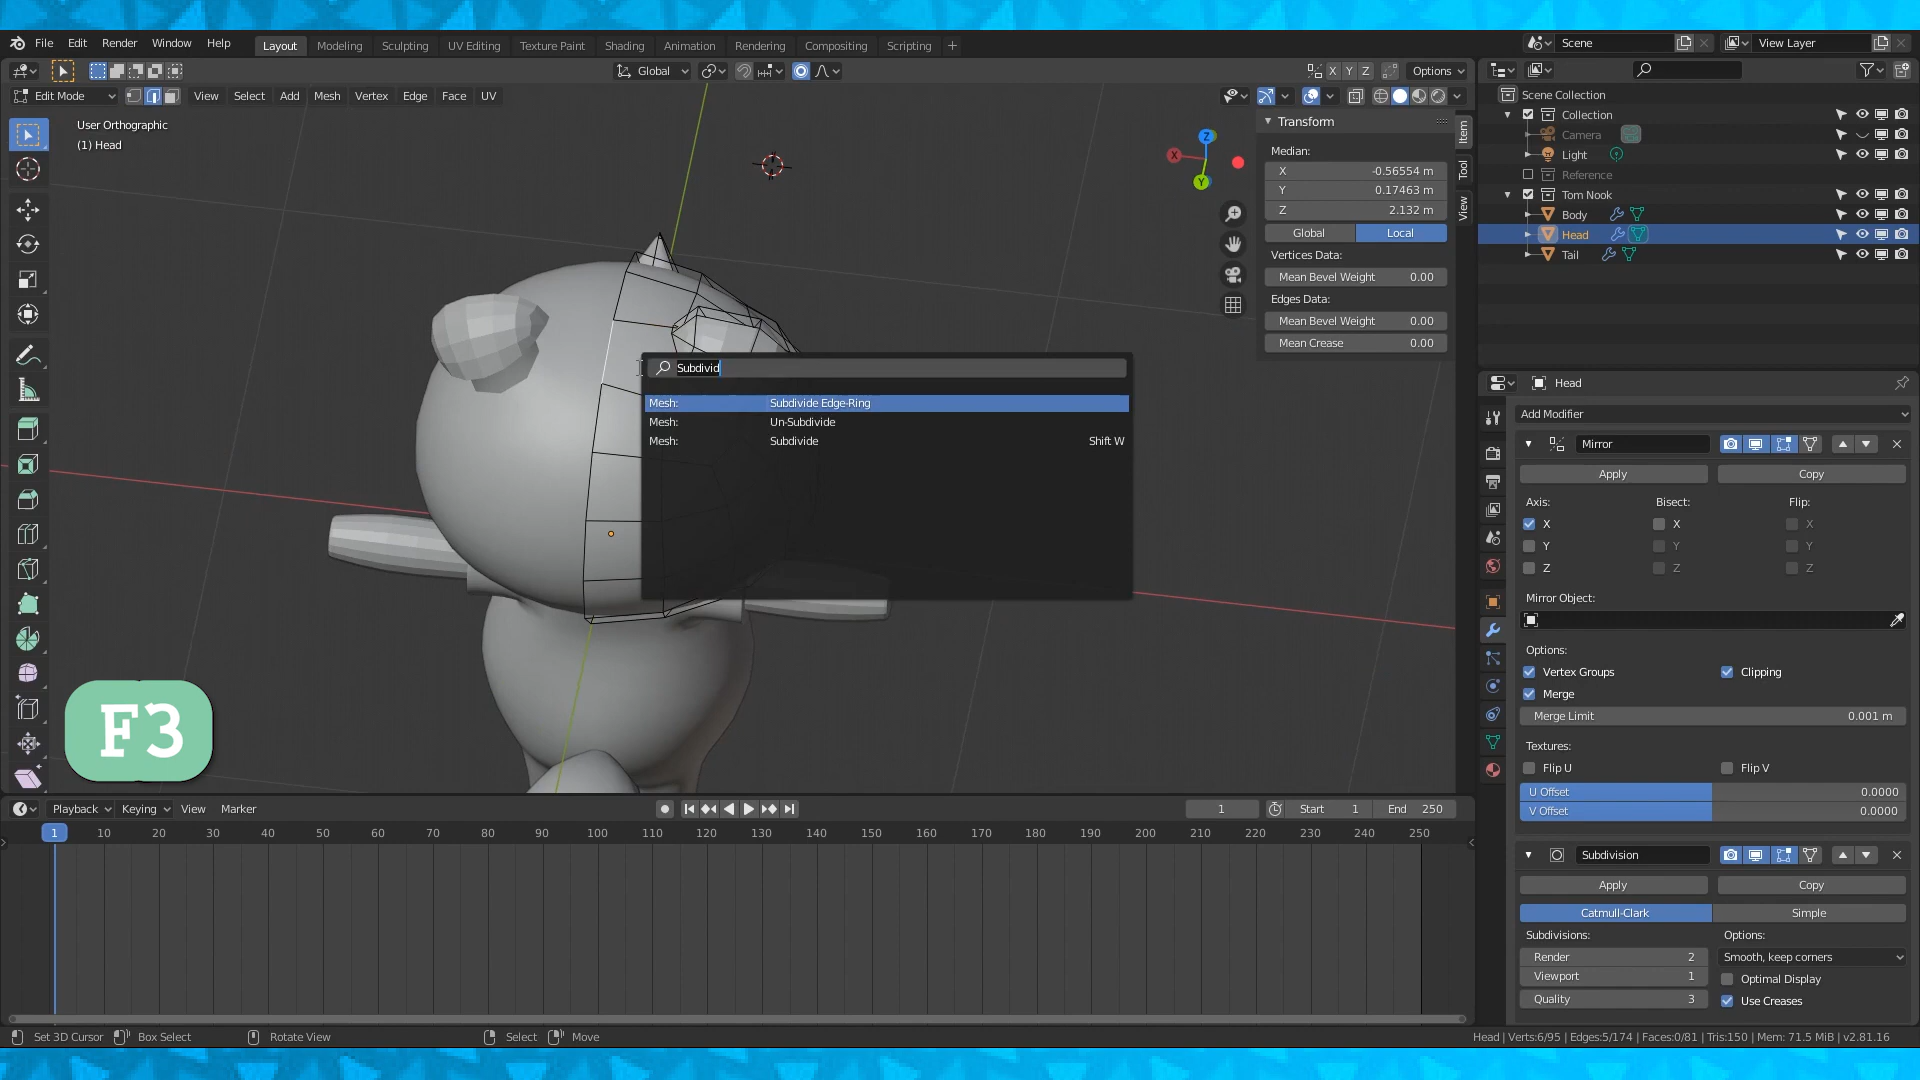 File Edit Render Window Help Layout Modeling Sculpting UV Editing Texture Paint Shading Animation Rendering Compositing Scripting + Scene View Layer
Global X Y Z Options
Edit Mode View Select Add Mesh Vertex Edge Face UV
User Orthographic
(1) Head
Z
X
Y
Transform
Median:
X -0.56554 m
Y 0.17463 m
Z 2.132 m
Global Local
Vertices Data:
Mean Bevel Weight 0.00
Edges Data:
Mean Bevel Weight 0.00
Mean Crease 0.00
Item
Tool
View
Scene Collection
Collection
Camera
Light
Reference
Tom Nook
Body
Head
Tail
Subdivid
Mesh: Subdivide Edge-Ring
Mesh: Un-Subdivide
Mesh: Subdivide Shift W
F3
Head
Add Modifier
Mirror
Apply Copy
Axis: Bisect: Flip:
X X X
Y Y Y
Z Z Z
Mirror Object:
Options:
Vertex Groups Clipping
Merge
Merge Limit 0.001 m
Textures:
Flip U Flip V
U Offset 0.0000
V Offset 0.0000
Subdivision
Apply Copy
Catmull-Clark Simple
Subdivisions: Options:
Render 2 Smooth, keep corners
Viewport 1 Optimal Display
Quality 3 Use Creases
Playback Keying View Marker 1 Start 1 End 250
1 10 20 30 40 50 60 70 80 90 100 110 120 130 140 150 160 170 180 190 200 210 220 230 240 250
Set 3D Cursor Box Select Rotate View Select Move Head | Verts:6/95 | Edges:5/174 | Faces:0/81 | Tris:150 | Mem: 71.5 MiB | v2.81.16